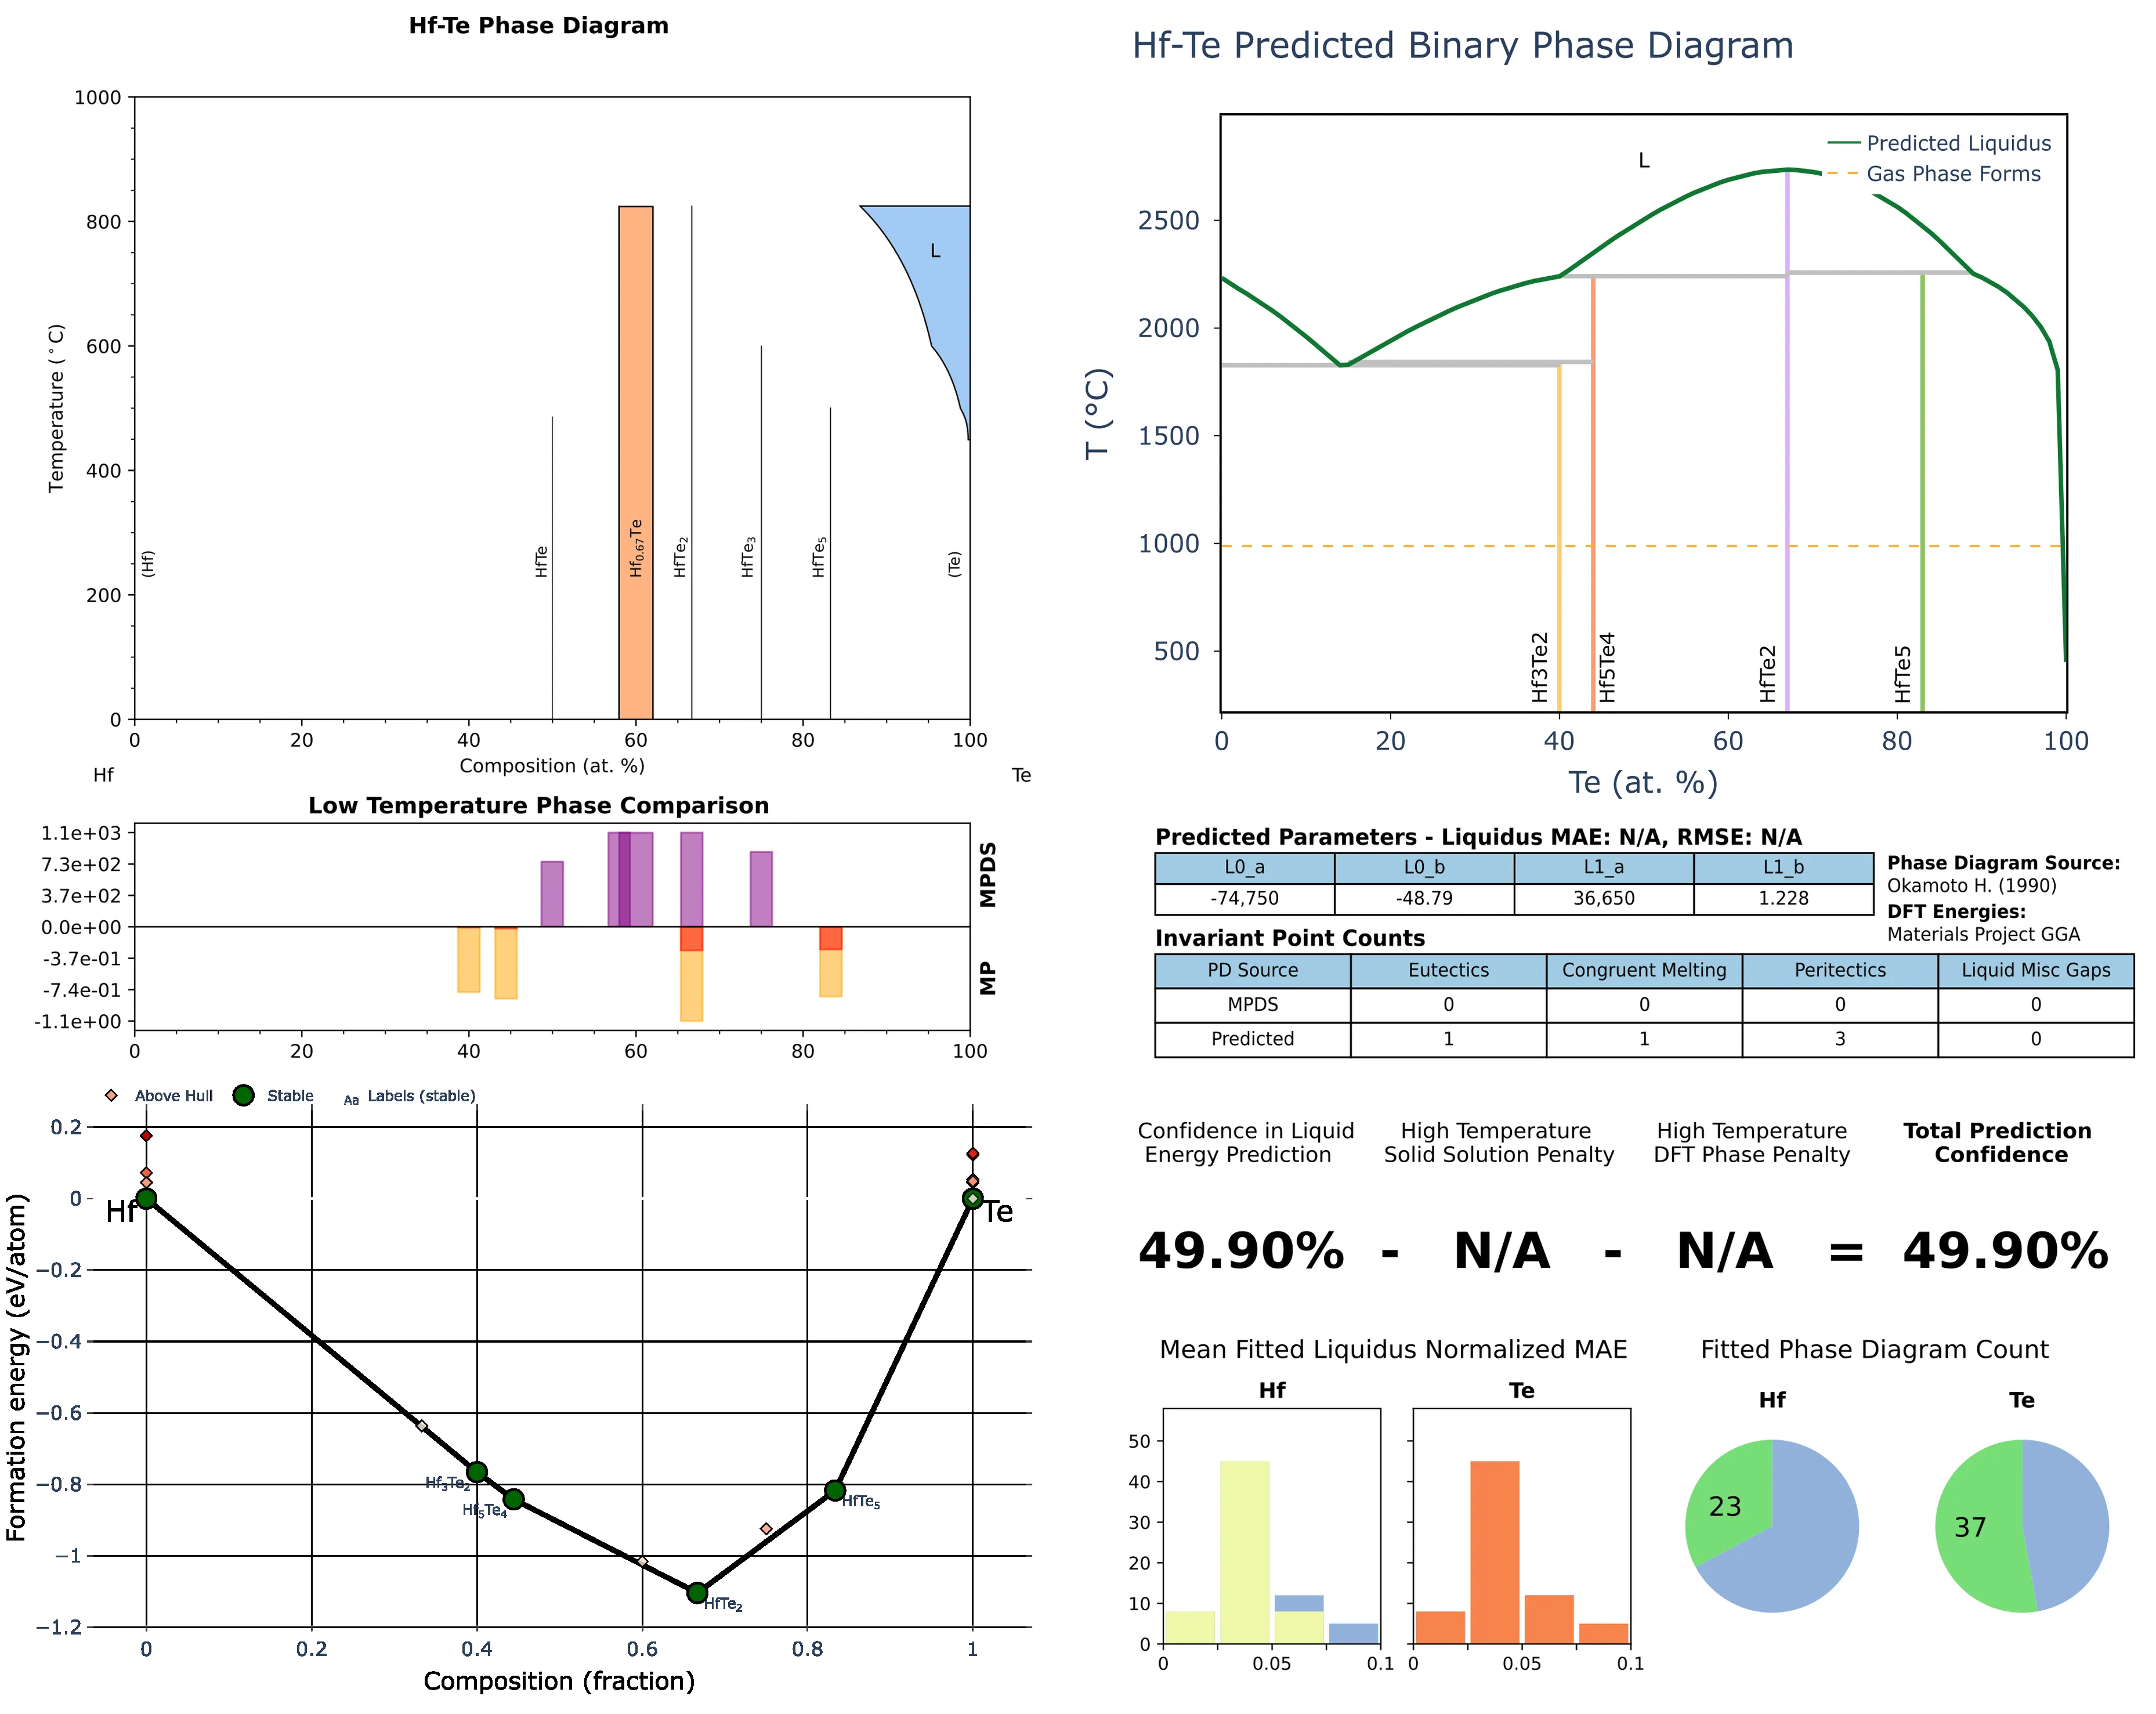 Hf-Te Phase Diagram
1000
800
600
400
200
0
Temperature (°C)
L
(Hf)
HfTe
Hf0.67Te
HfTe2
HfTe3
HfTe5
(Te)
0 20 40 60 80 100
Composition (at. %)
Hf
Te
Hf-Te Predicted Binary Phase Diagram
Predicted Liquidus
Gas Phase Forms
L
2500
2000
1500
1000
500
T (°C)
Hf3Te2
Hf5Te4
HfTe2
HfTe5
0 20 40 60 80 100
Te (at. %)
Low Temperature Phase Comparison
1.1e+03
7.3e+02
3.7e+02
0.0e+00
-3.7e-01
-7.4e-01
-1.1e+00
MPDS
MP
0 20 40 60 80 100
Predicted Parameters - Liquidus MAE: N/A, RMSE: N/A
L0_a L0_b L1_a L1_b
-74,750 -48.79 36,650 1.228
Phase Diagram Source:
Okamoto H. (1990)
DFT Energies:
Materials Project GGA
Invariant Point Counts
PD Source Eutectics Congruent Melting Peritectics Liquid Misc Gaps
MPDS 0 0 0 0
Predicted 1 1 3 0
Above Hull Stable Aa Labels (stable)
0.2
0
−0.2
−0.4
−0.6
−0.8
−1
−1.2
Formation energy (eV/atom)
Hf
Te
Hf3Te2
Hf5Te4
HfTe2
HfTe5
0 0.2 0.4 0.6 0.8 1
Composition (fraction)
Confidence in Liquid
Energy Prediction
High Temperature
Solid Solution Penalty
High Temperature
DFT Phase Penalty
Total Prediction
Confidence
49.90% - N/A - N/A = 49.90%
Mean Fitted Liquidus Normalized MAE
Hf
Te
50
40
30
20
10
0
0 0.05 0.1
0 0.05 0.1
Fitted Phase Diagram Count
Hf
Te
23
37